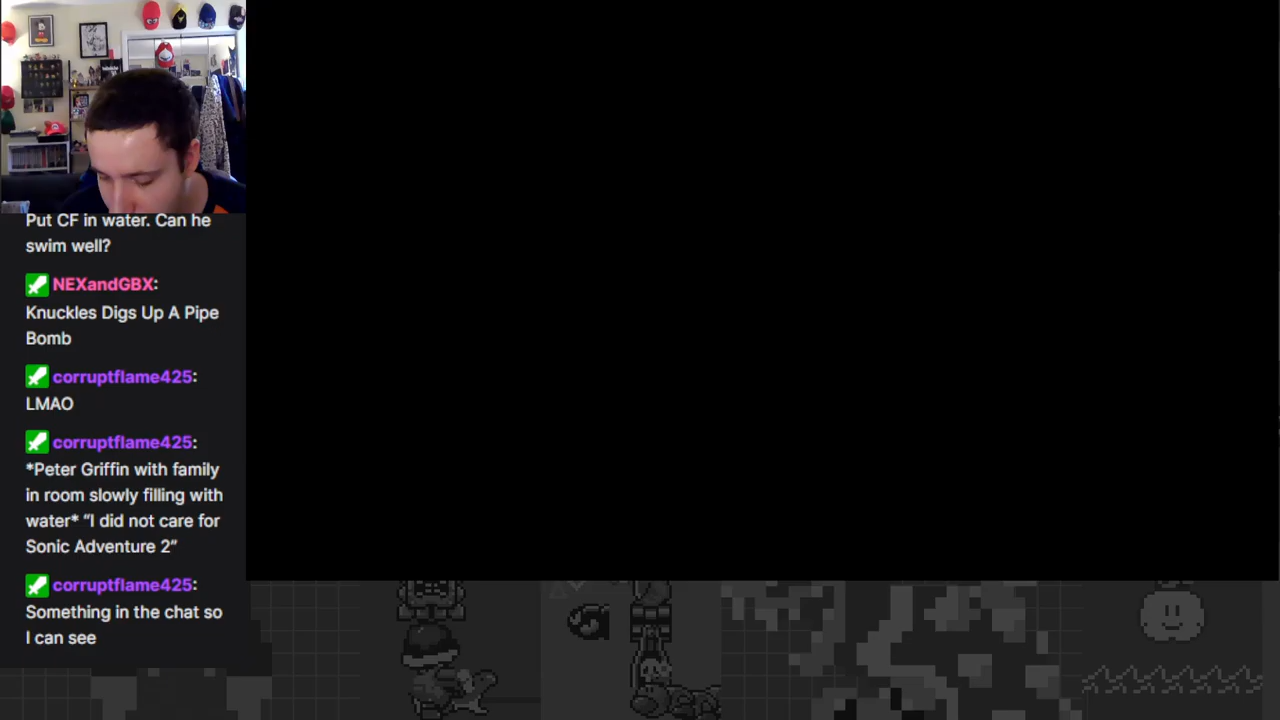 Put CF in water. Can he
swim well?
NEXandGBX:
Knuckles Digs Up A Pipe
Bomb
corruptflame425:
LMAO
corruptflame425:
*Peter Griffin with family
in room slowly filling with
water* “I did not care for
Sonic Adventure 2”
corruptflame425:
Something in the chat so
I can see